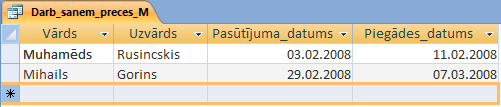 Darb_sanem_preces_M
Vārds Uzvārds Pasūtījuma_datums Piegādes_datums
Muhamēds Rusincskis 03.02.2008 11.02.2008
Mihails Gorins 29.02.2008 07.03.2008